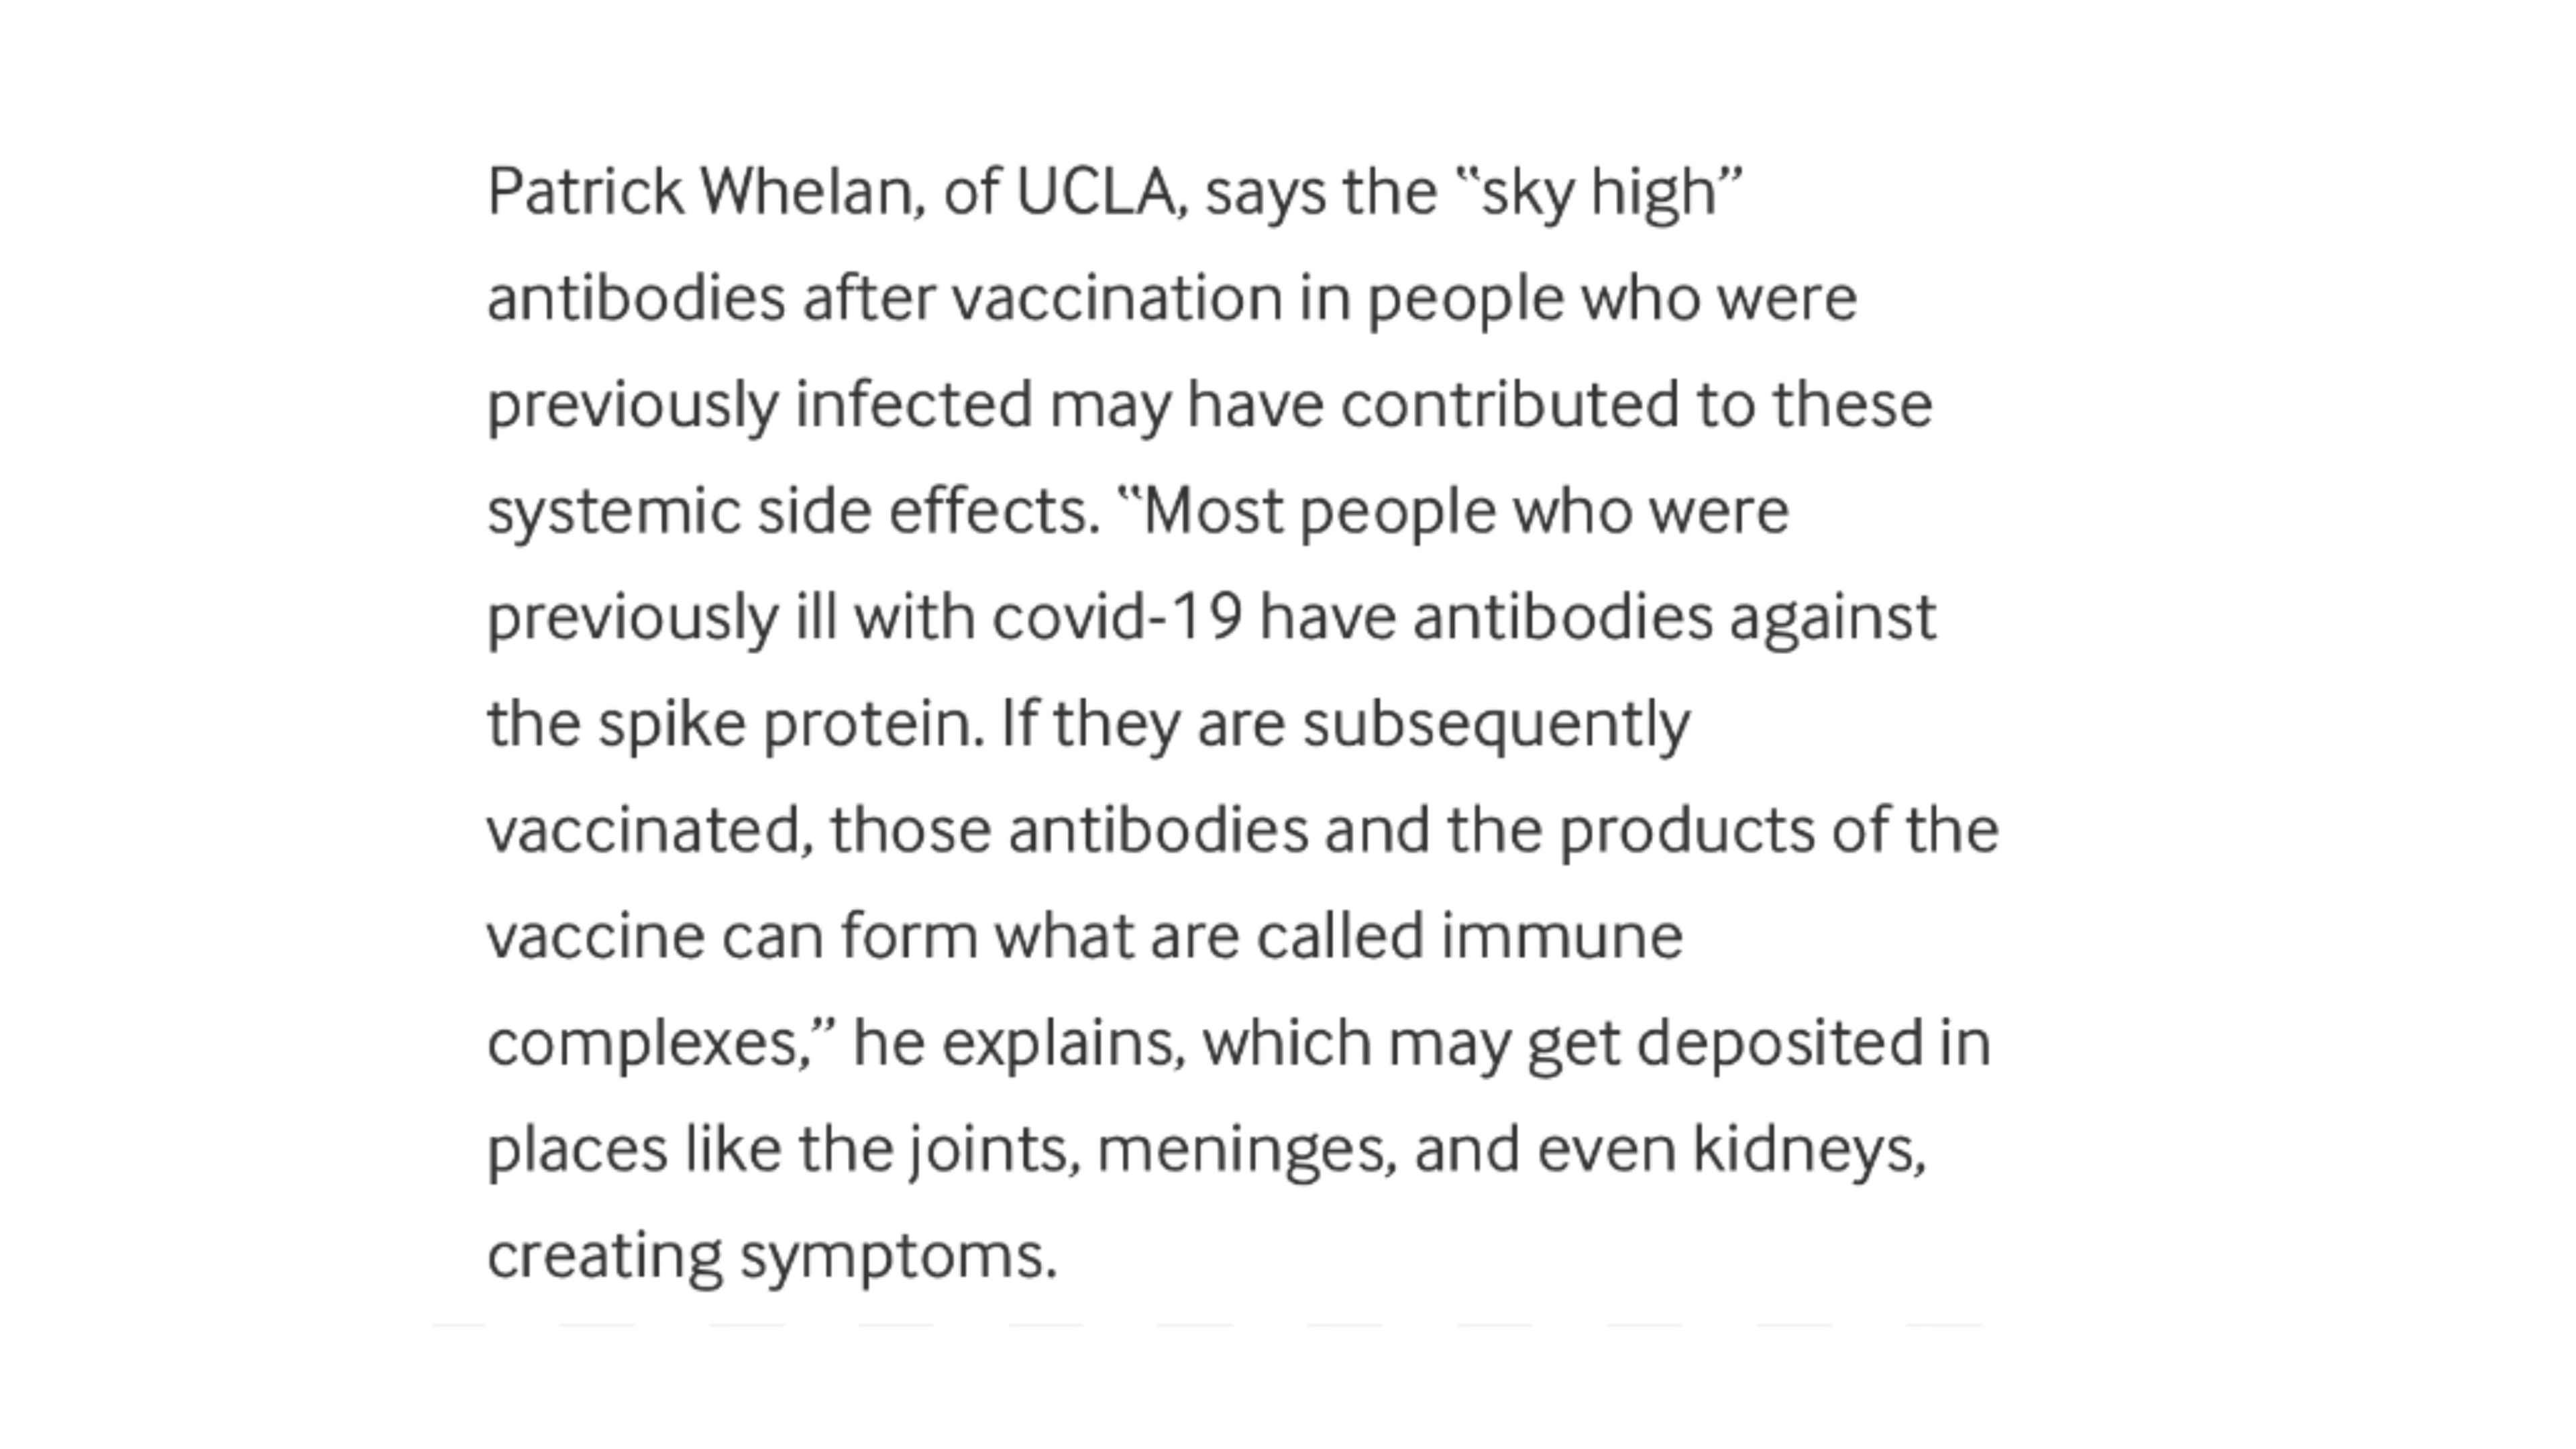 Patrick Whelan, of UCLA, says the “sky high”
antibodies after vaccination in people who were
previously infected may have contributed to these
systemic side effects. “Most people who were
previously ill with covid-19 have antibodies against
the spike protein. If they are subsequently
vaccinated, those antibodies and the products of the
vaccine can form what are called immune
complexes,” he explains, which may get deposited in
places like the joints, meninges, and even kidneys,
creating symptoms.